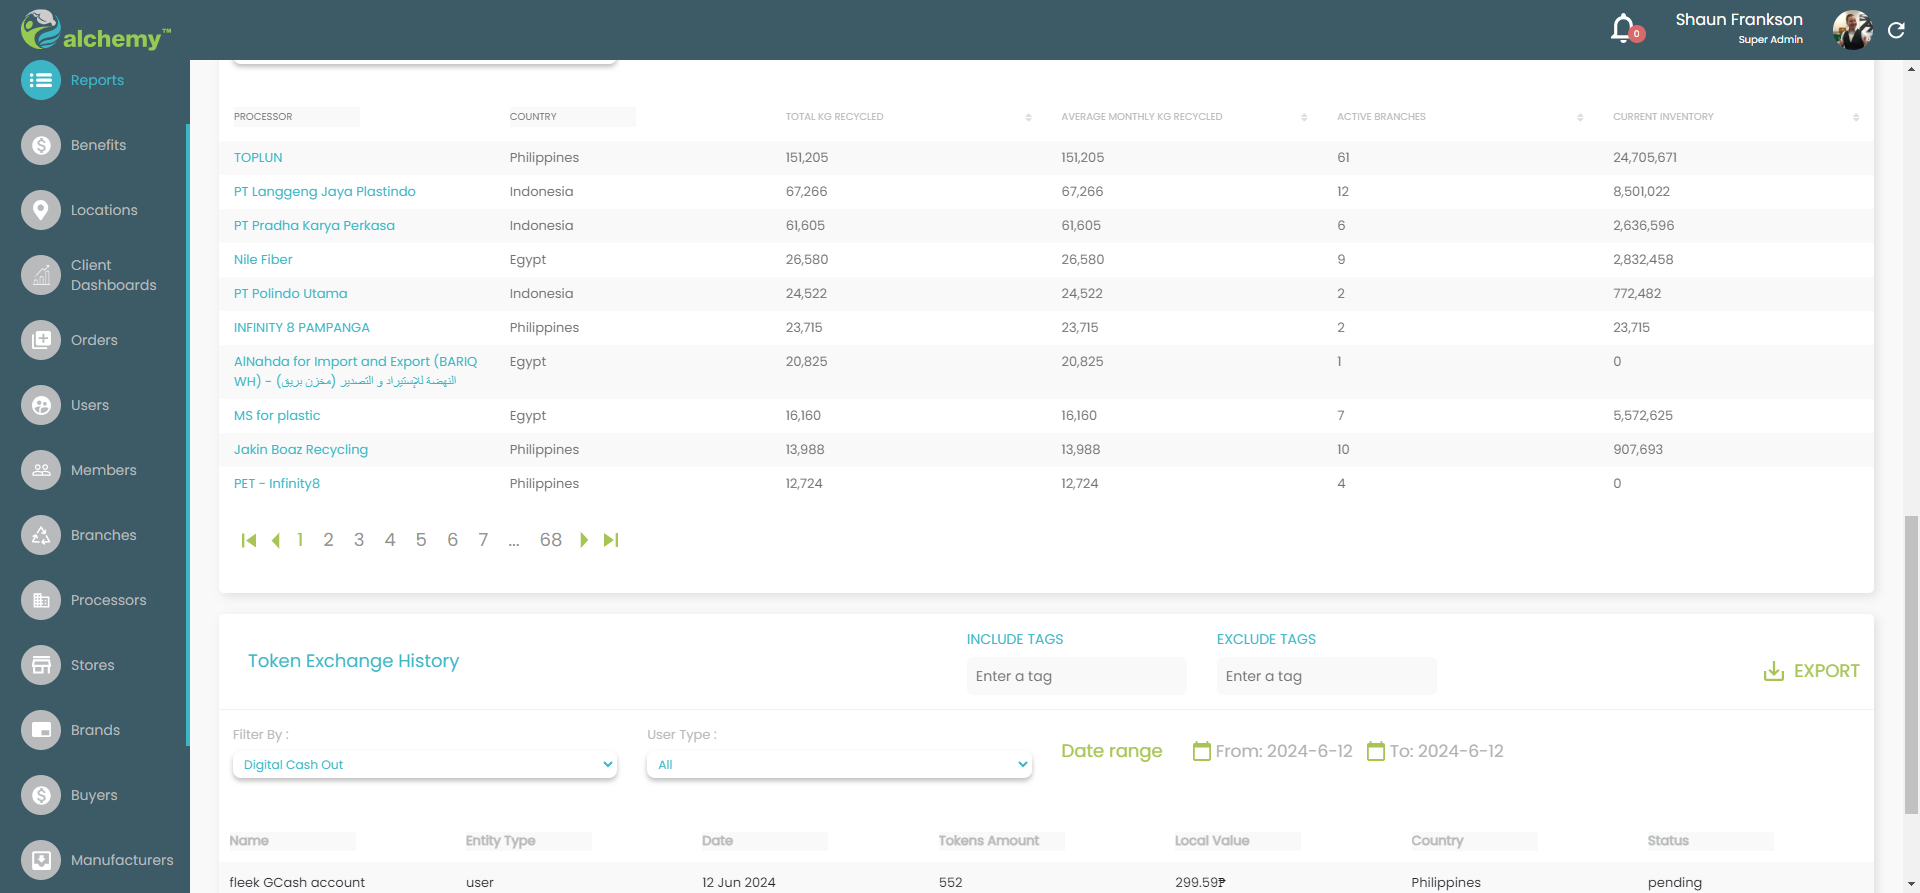 alchemy™
0
Shaun Frankson
Super Admin
Reports
Benefits
Locations
Client
Dashboards
Orders
Users
Members
Branches
Processors
Stores
Brands
Buyers
Manufacturers
PROCESSOR COUNTRY TOTAL KG RECYCLED AVERAGE MONTHLY KG RECYCLED ACTIVE BRANCHES CURRENT INVENTORY
TOPLUN Philippines 151,205 151,205 61 24,705,671
PT Langgeng Jaya Plastindo Indonesia 67,266 67,266 12 8,501,022
PT Pradha Karya Perkasa Indonesia 61,605 61,605 6 2,636,596
Nile Fiber Egypt 26,580 26,580 9 2,832,458
PT Polindo Utama Indonesia 24,522 24,522 2 772,482
INFINITY 8 PAMPANGA Philippines 23,715 23,715 2 23,715
AlNahda for Import and Export (BARIQ Egypt 20,825 20,825 1 0
WH) - النهضة للإستيراد و التصدير (مخزن بريق)
MS for plastic Egypt 16,160 16,160 7 5,572,625
Jakin Boaz Recycling Philippines 13,988 13,988 10 907,693
PET - Infinity8 Philippines 12,724 12,724 4 0
1 2 3 4 5 6 7 ... 68
Token Exchange History
INCLUDE TAGS EXCLUDE TAGS
Enter a tag Enter a tag
EXPORT
Filter By : User Type :
Digital Cash Out All
Date range From: 2024-6-12 To: 2024-6-12
Name Entity Type Date Tokens Amount Local Value Country Status
fleek GCash account user 12 Jun 2024 552 299.59₱ Philippines pending